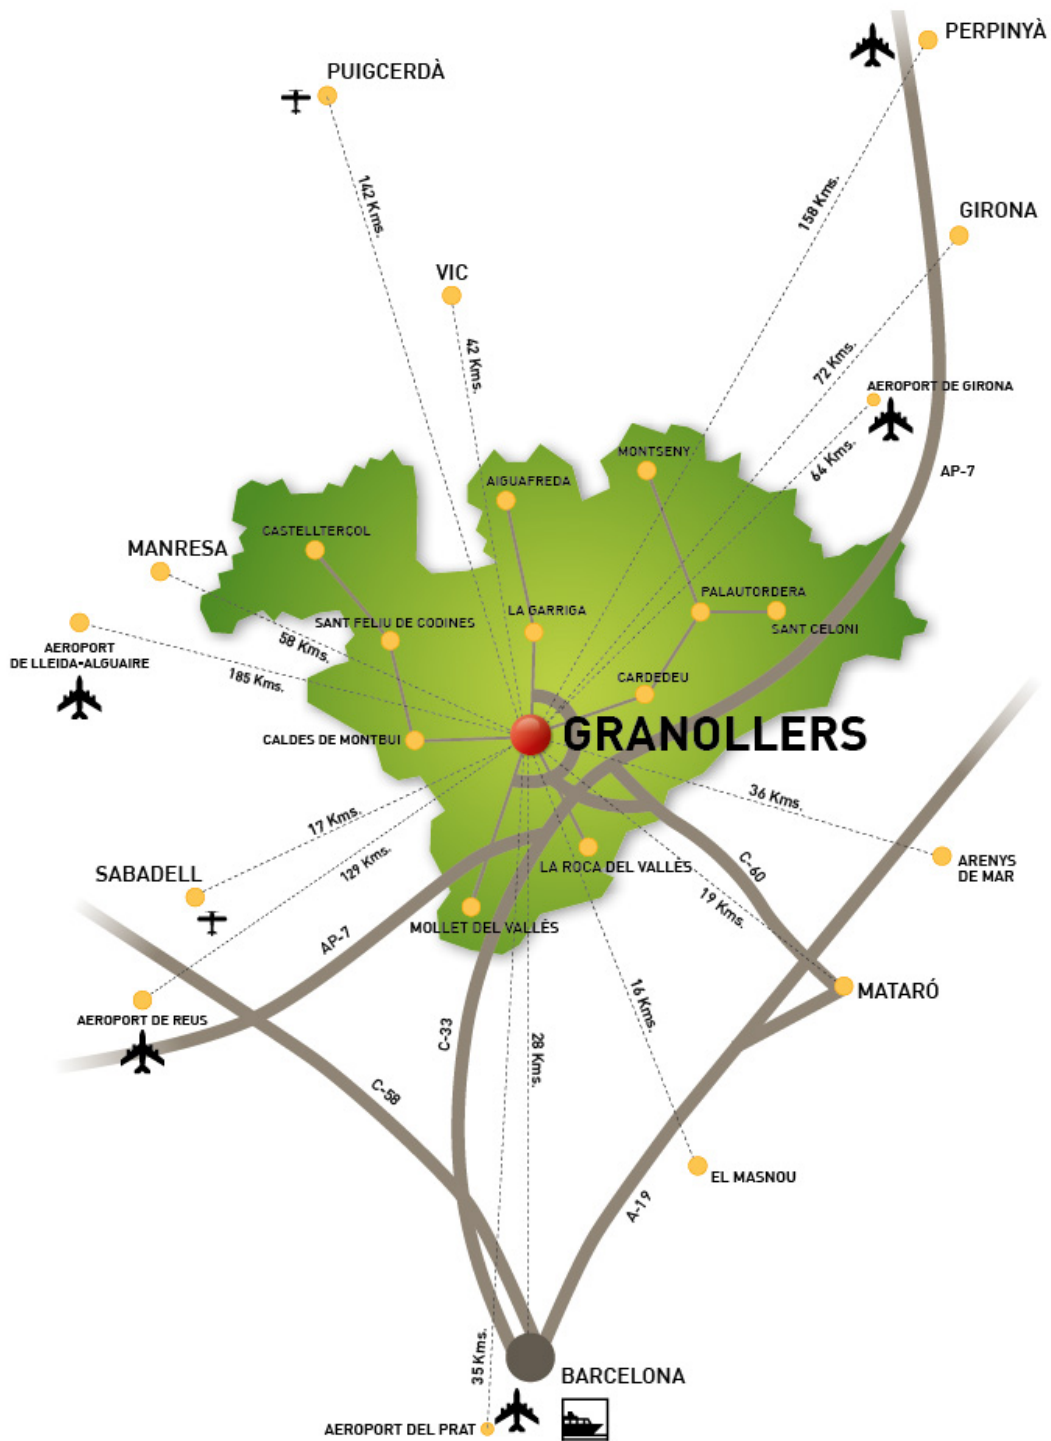 PERPINYÀ
PUIGCERDÀ
142 Kms.
158 Kms.
GIRONA
VIC
42 Kms.
72 Kms.
AEROPORT DE GIRONA
64 Kms.
AP-7
MONTSENY
AIGUAFREDA
CASTELLTERÇOL
MANRESA
PALAUTORDERA
LA GARRIGA
SANT FELIU DE CODINES
SANT CELONI
58 Kms.
AEROPORT
DE LLEIDA-ALGUAIRE
185 Kms.
CARDEDEU
CALDES DE MONTBUI
GRANOLLERS
36 Kms.
17 Kms.
129 Kms.
SABADELL
LA ROCA DEL VALLÈS
C-60
ARENYS
DE MAR
19 Kms.
MOLLET DEL VALLÈS
AP-7
16 Kms.
MATARÓ
AEROPORT DE REUS
C-33
28 Kms.
C-58
EL MASNOU
A-19
35 Kms.
BARCELONA
AEROPORT DEL PRAT